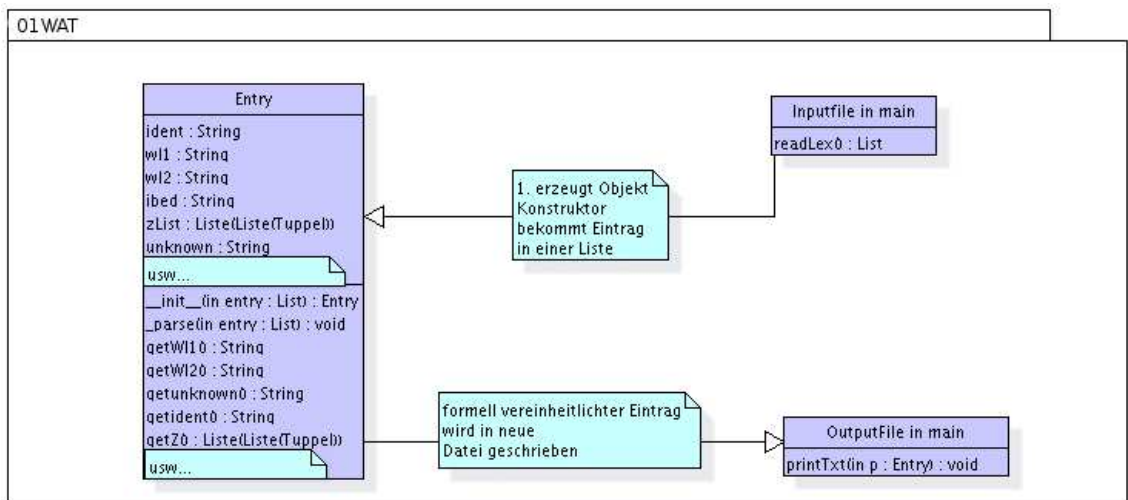 01WAT
Entry
ident : String
wl1 : String
wl2 : String
ibed : String
zList : Liste(Liste(Tuppel))
unknown : String
usw...
__init__(in entry : List) : Entry
_parse(in entry : List) : void
getWl1() : String
getWl2() : String
getunknown() : String
getident() : String
getZ() : Liste(Liste(Tuppel))
usw...
1. erzeugt Objekt
Konstruktor
bekommt Eintrag
in einer Liste
Inputfile in main
readLex() : List
formell vereinheitlichter Eintrag
wird in neue
Datei geschrieben
OutputFile in main
printTxt(in p : Entry) : void